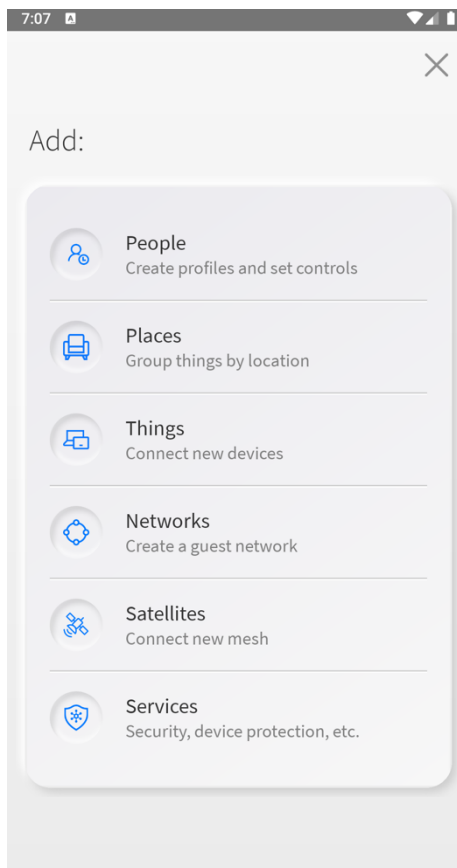 7:07
Add:
People
Create profiles and set controls
Places
Group things by location
Things
Connect new devices
Networks
Create a guest network
Satellites
Connect new mesh
Services
Security, device protection, etc.